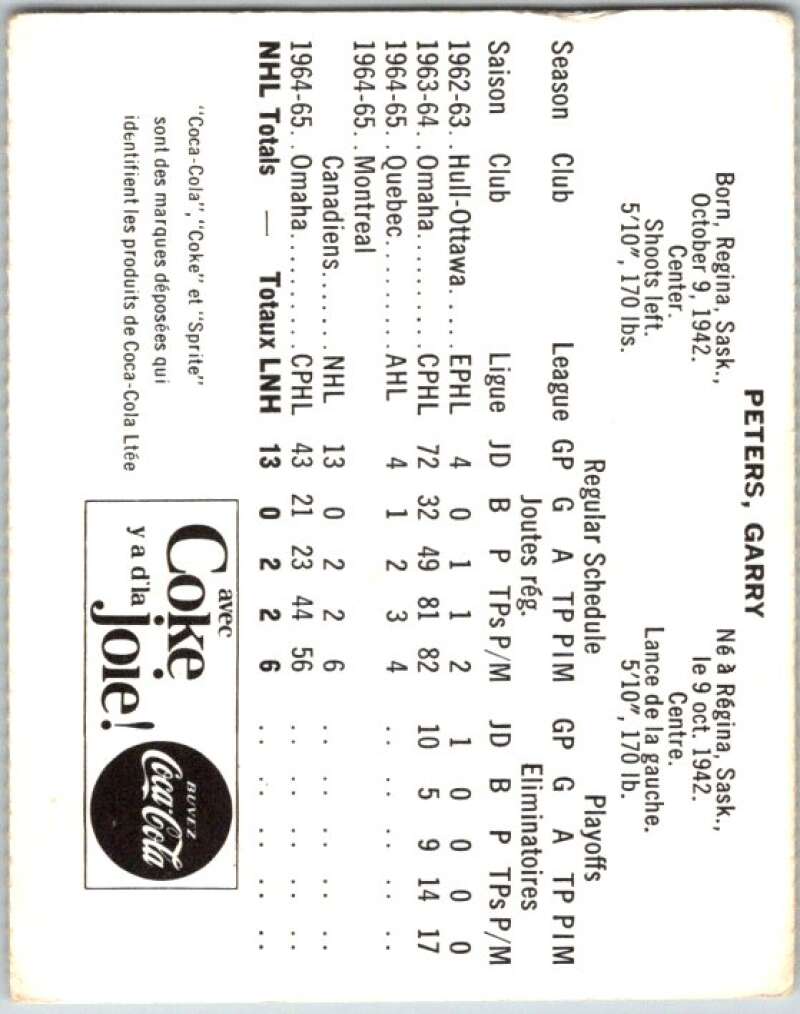 PETERS, GARRY
Born, Regina, Sask.,
October 9, 1942.
Center.
Shoots left.
5'10", 170 lbs.
Né à Régina, Sask.,
le 9 oct. 1942.
Centre.
Lance de la gauche.
5'10", 170 lb.
Regular Schedule Playoffs
Season Club League GP G A TP PIM GP G A TP PIM
Joutes rég. Eliminatoires
Saison Club Ligue JD B P TPs P/M JD B P TPs P/M
1962-63.. Hull-Ottawa ..... EPHL 4 0 1 1 2 1 0 0 0 0
1963-64.. Omaha........... CPHL 72 32 49 81 82 10 5 9 14 17
1964-65.. Quebec......... AHL 4 1 2 3 4 .. .. .. .. ..
1964-65.. Montreal
Canadiens....... NHL 13 0 2 2 6 .. .. .. .. ..
1964-65.. Omaha........... CPHL 43 21 23 44 56 .. .. .. .. ..
NHL Totals — Totaux LNH 13 0 2 2 6 .. .. .. .. ..
"Coca-Cola", "Coke" et "Sprite"
sont des marques déposées qui
identifient les produits de Coca-Cola Ltée
avec
Coke
y a d'la
joie!
BUVEZ
Coca-Cola